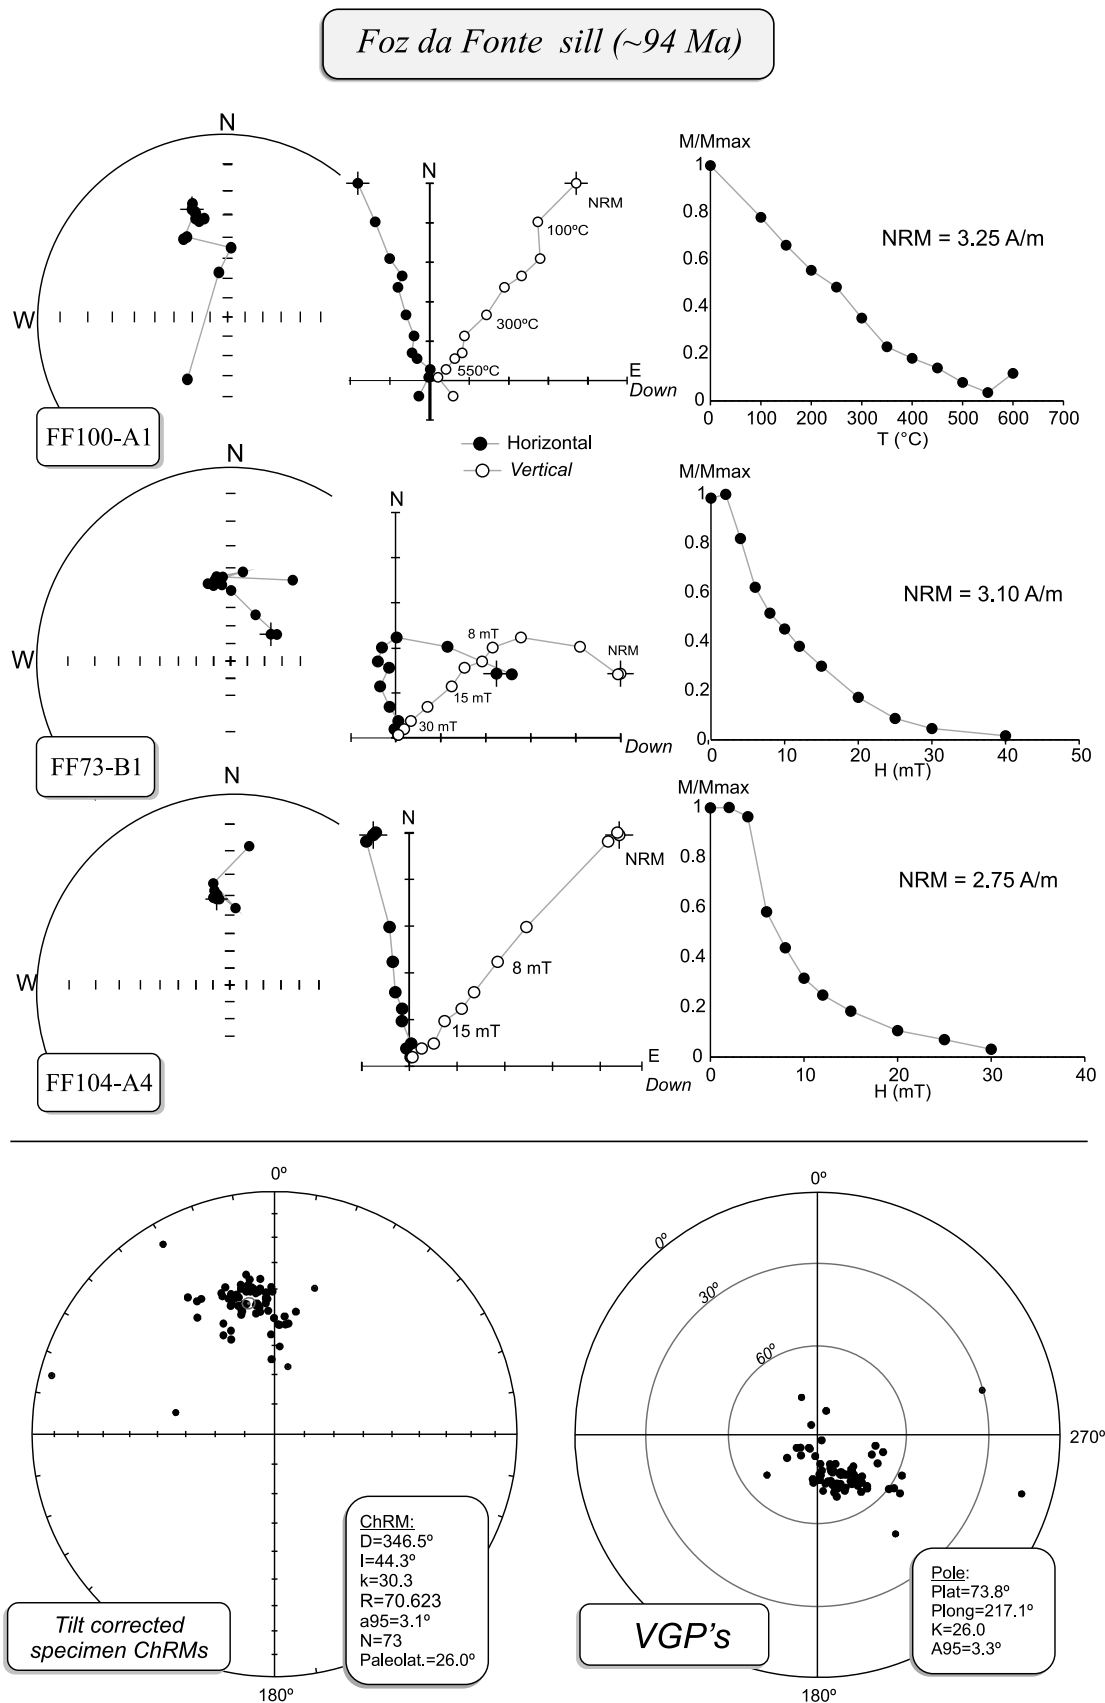 Foz da Fonte sill (~94 Ma)
N
W
FF100-A1
N
NRM
100ºC
300ºC
550ºC
E
Down
Horizontal
Vertical
M/Mmax
1
0.8
0.6
0.4
0.2
0
0 100 200 300 400 500 600 700
T (°C)
NRM = 3.25 A/m
N
FF73-B1
N
8 mT
NRM
15 mT
30 mT
Down
M/Mmax
1
0.8
0.6
0.4
0.2
0
0 10 20 30 40 50
H (mT)
NRM = 3.10 A/m
N
W
FF104-A4
N
NRM
8 mT
15 mT
E
Down
M/Mmax
1
0.8
0.6
0.4
0.2
0
0 10 20 30 40
H (mT)
NRM = 2.75 A/m
0º
180º
Tilt corrected
specimen ChRMs
ChRM:
D=346.5º
I=44.3º
k=30.3
R=70.623
a95=3.1º
N=73
Paleolat.=26.0º
0º
0º
30º
60º
270º
180º
VGP's
Pole:
Plat=73.8º
Plong=217.1º
K=26.0
A95=3.3º